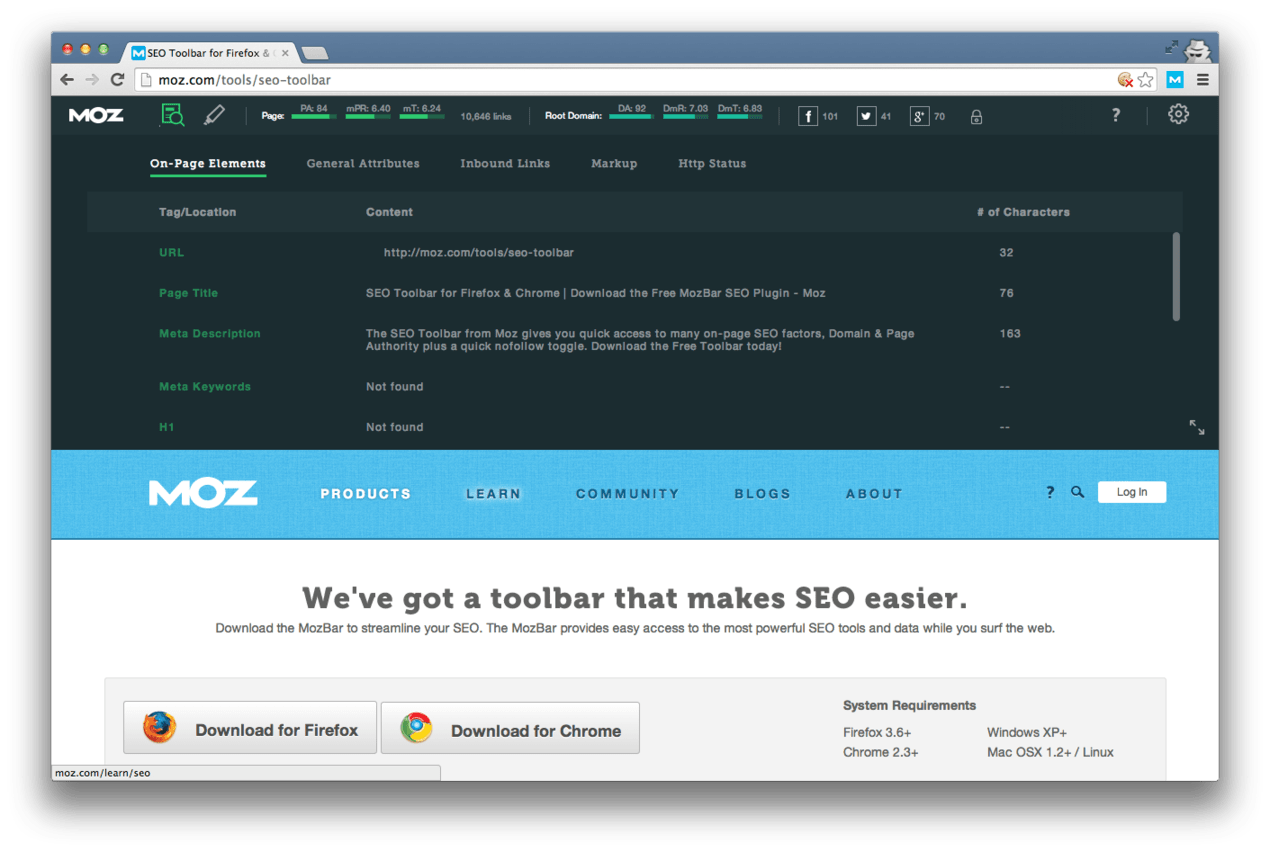 SEO Toolbar for Firefox & C
moz.com/tools/seo-toolbar
MOZ Page: PA: 84 mPR: 6.40 mT: 6.24 10,646 links Root Domain: DA: 92 DmR: 7.03 DmT: 6.83 101 41 70 ?
On-Page Elements General Attributes Inbound Links Markup Http Status
Tag/Location Content # of Characters
URL http://moz.com/tools/seo-toolbar 32
Page Title SEO Toolbar for Firefox & Chrome | Download the Free MozBar SEO Plugin - Moz 76
Meta Description The SEO Toolbar from Moz gives you quick access to many on-page SEO factors, Domain & Page 163
Authority plus a quick nofollow toggle. Download the Free Toolbar today!
Meta Keywords Not found --
H1 Not found --
MOZ PRODUCTS LEARN COMMUNITY BLOGS ABOUT ? Log In
We've got a toolbar that makes SEO easier.
Download the MozBar to streamline your SEO. The MozBar provides easy access to the most powerful SEO tools and data while you surf the web.
Download for Firefox Download for Chrome
System Requirements
Firefox 3.6+ Windows XP+
Chrome 2.3+ Mac OSX 1.2+ / Linux
moz.com/learn/seo